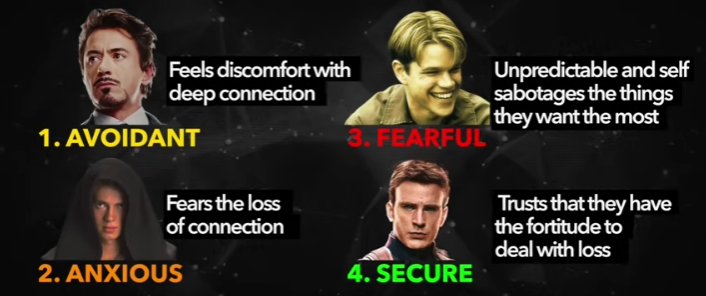 Feels discomfort with
deep connection
1. AVOIDANT
Unpredictable and self
sabotages the things
they want the most
3. FEARFUL
Fears the loss
of connection
2. ANXIOUS
Trusts that they have
the fortitude to
deal with loss
4. SECURE